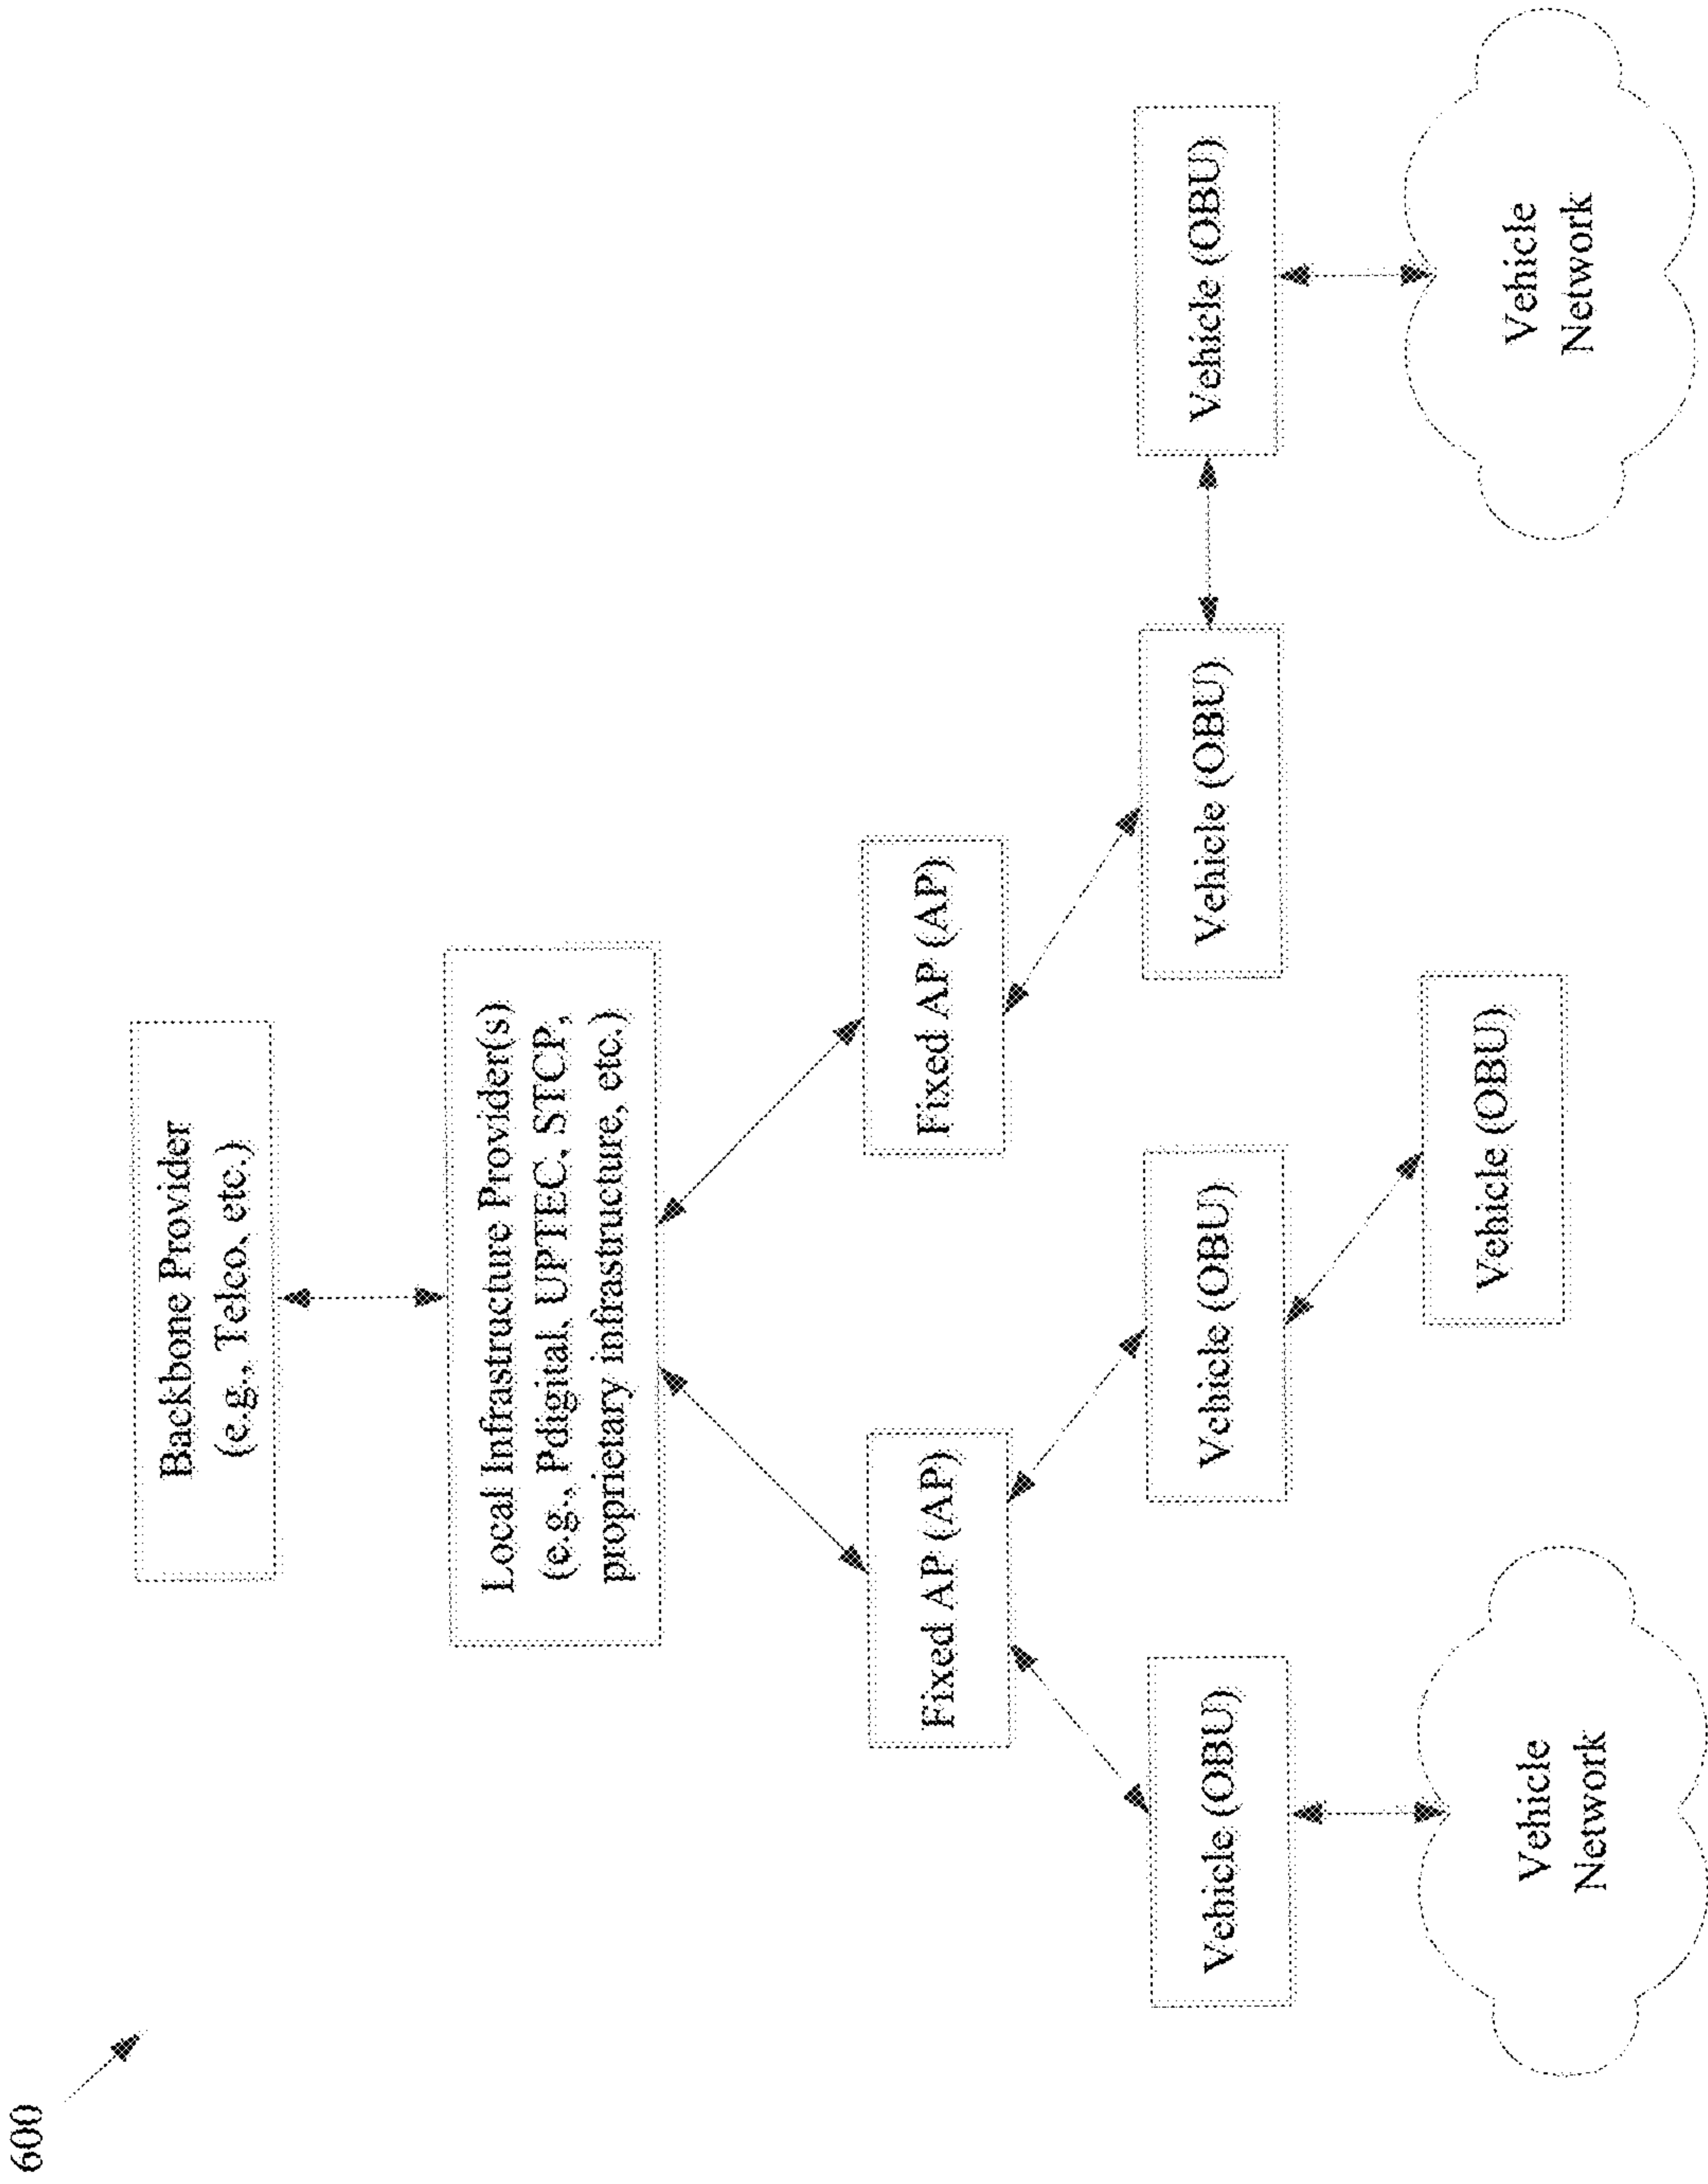 600
Backbone Provider
(e.g., Telco, etc.)
Local Infrastructure Provider(s)
(e.g., Pdigital, UPTEC, STCP,
proprietary infrastructure, etc.)
Fixed AP (AP)
Fixed AP (AP)
Vehicle (OBU)
Vehicle (OBU)
Vehicle (OBU)
Vehicle (OBU)
Vehicle (OBU)
Vehicle
Network
Vehicle
Network